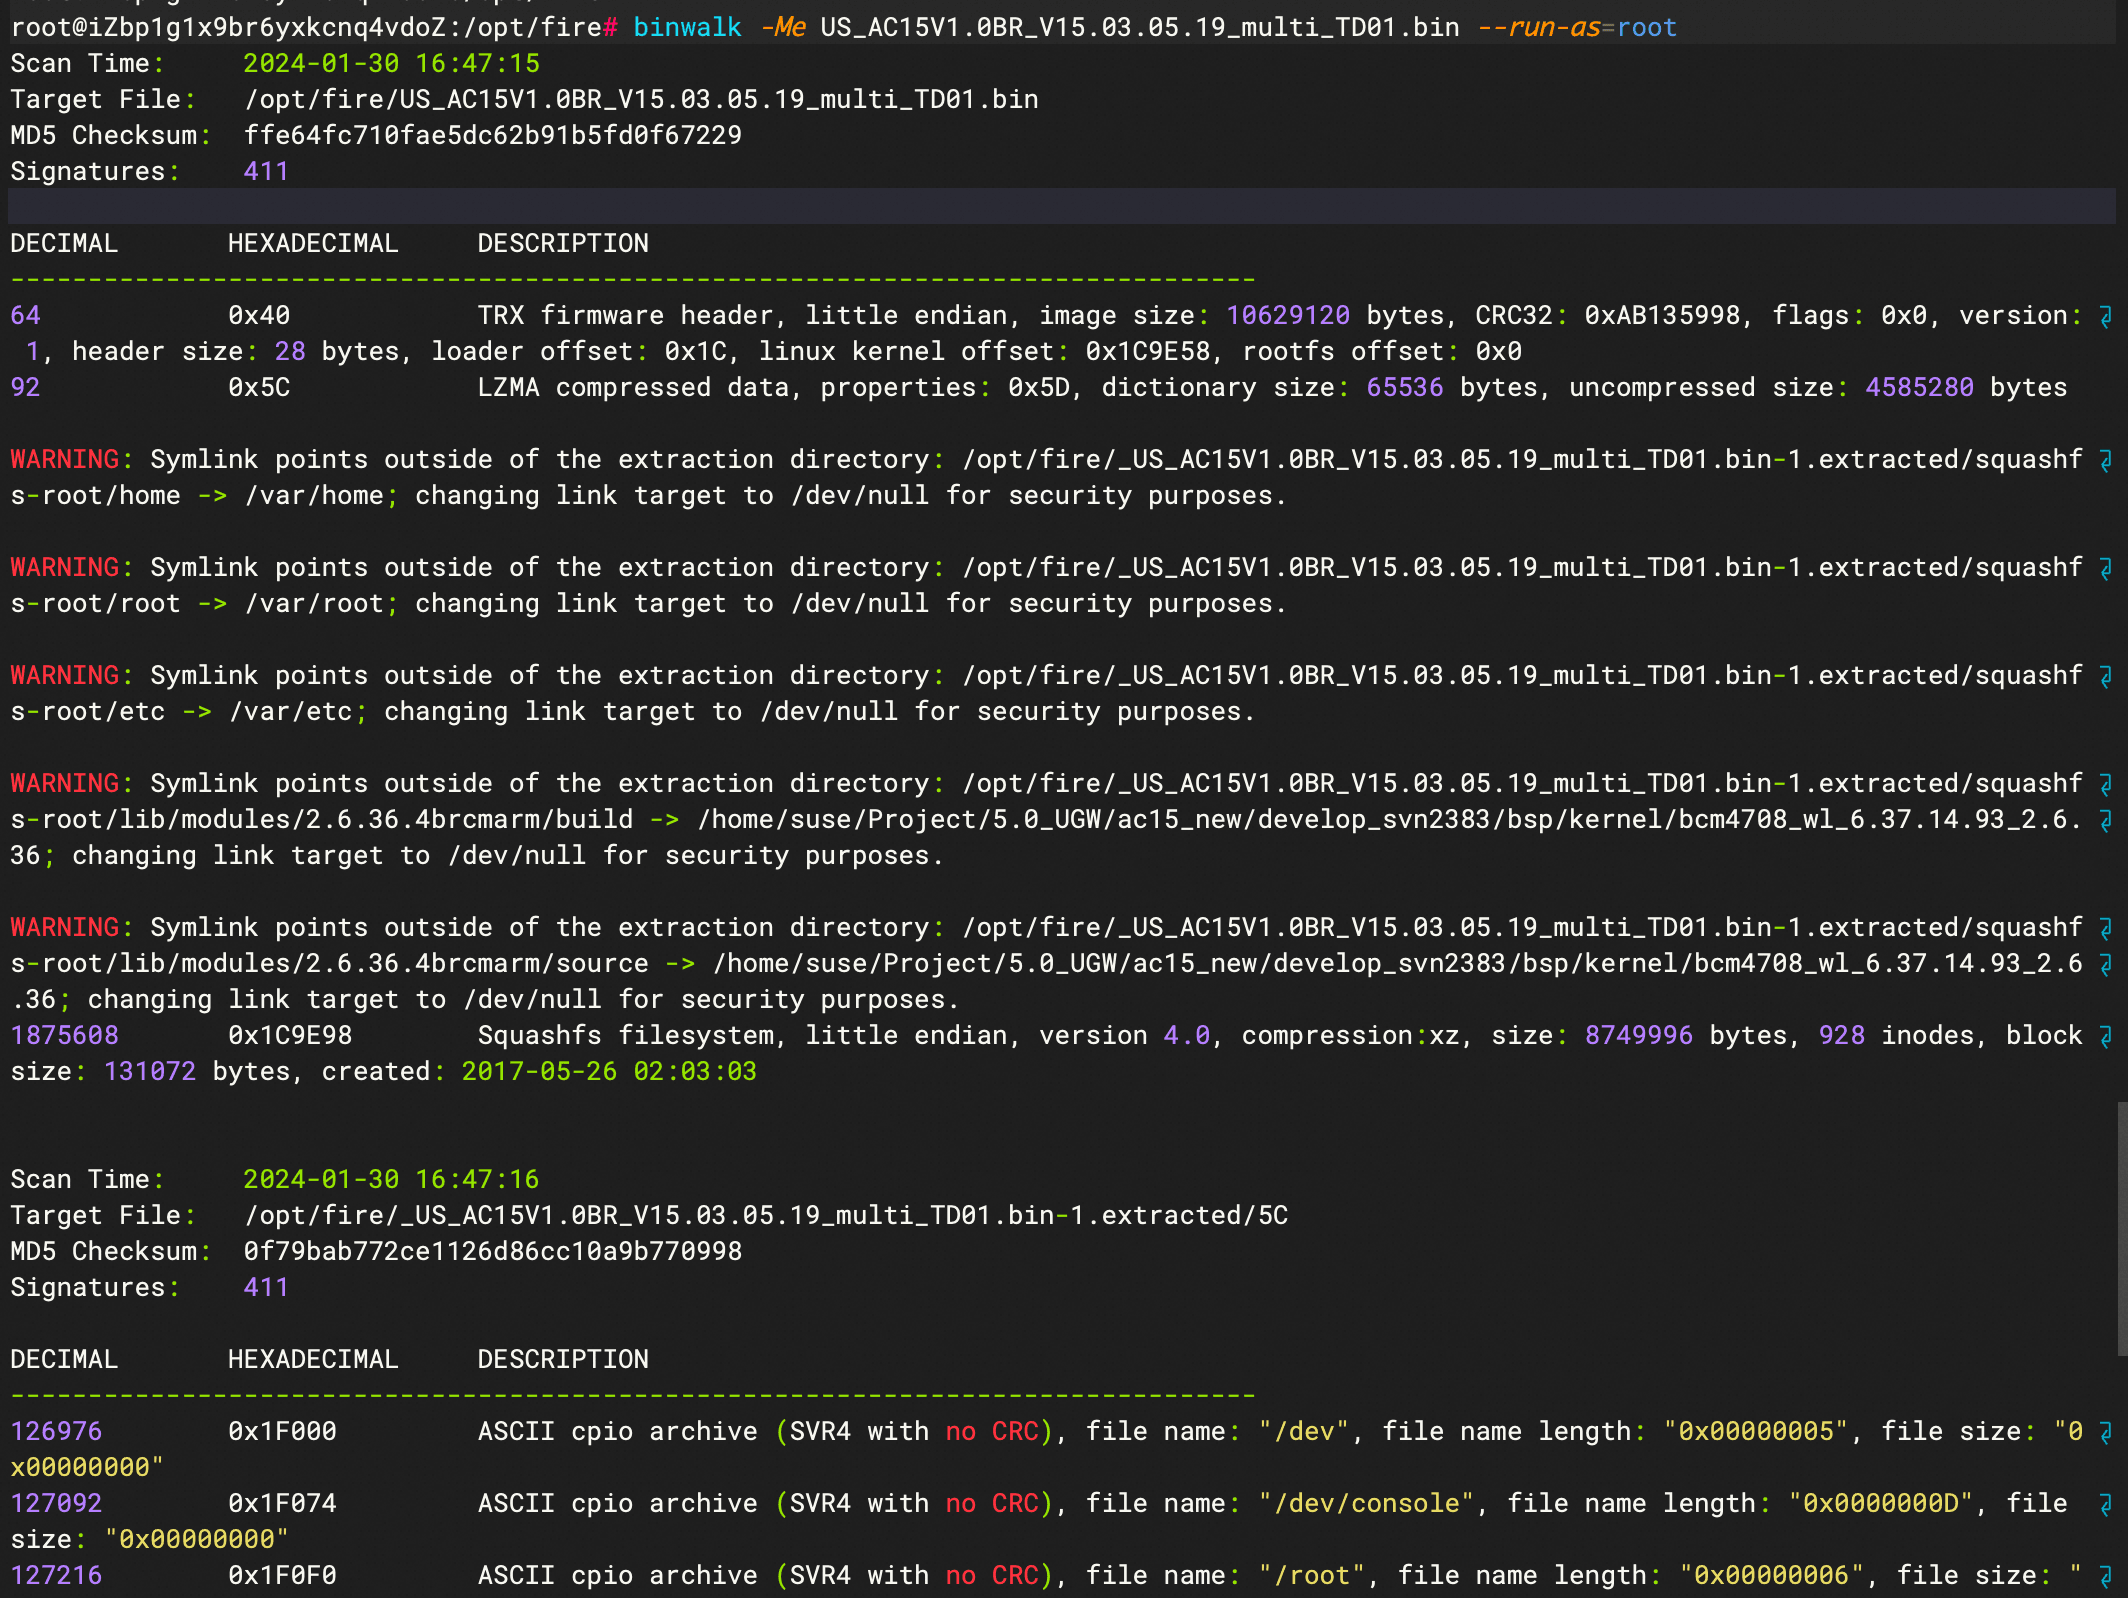 root@iZbp1g1x9br6yxkcnq4vdoZ:/opt/fire# binwalk -Me US_AC15V1.0BR_V15.03.05.19_multi_TD01.bin --run-as=root
Scan Time:     2024-01-30 16:47:15
Target File:   /opt/fire/US_AC15V1.0BR_V15.03.05.19_multi_TD01.bin
MD5 Checksum:  ffe64fc710fae5dc62b91b5fd0f67229
Signatures:    411
DECIMAL       HEXADECIMAL     DESCRIPTION
--------------------------------------------------------------------------------
64            0x40            TRX firmware header, little endian, image size: 10629120 bytes, CRC32: 0xAB135998, flags: 0x0, version:
 1, header size: 28 bytes, loader offset: 0x1C, linux kernel offset: 0x1C9E58, rootfs offset: 0x0
92            0x5C            LZMA compressed data, properties: 0x5D, dictionary size: 65536 bytes, uncompressed size: 4585280 bytes
WARNING: Symlink points outside of the extraction directory: /opt/fire/_US_AC15V1.0BR_V15.03.05.19_multi_TD01.bin-1.extracted/squashf
s-root/home -> /var/home; changing link target to /dev/null for security purposes.
WARNING: Symlink points outside of the extraction directory: /opt/fire/_US_AC15V1.0BR_V15.03.05.19_multi_TD01.bin-1.extracted/squashf
s-root/root -> /var/root; changing link target to /dev/null for security purposes.
WARNING: Symlink points outside of the extraction directory: /opt/fire/_US_AC15V1.0BR_V15.03.05.19_multi_TD01.bin-1.extracted/squashf
s-root/etc -> /var/etc; changing link target to /dev/null for security purposes.
WARNING: Symlink points outside of the extraction directory: /opt/fire/_US_AC15V1.0BR_V15.03.05.19_multi_TD01.bin-1.extracted/squashf
s-root/lib/modules/2.6.36.4brcmarm/build -> /home/suse/Project/5.0_UGW/ac15_new/develop_svn2383/bsp/kernel/bcm4708_wl_6.37.14.93_2.6.
36; changing link target to /dev/null for security purposes.
WARNING: Symlink points outside of the extraction directory: /opt/fire/_US_AC15V1.0BR_V15.03.05.19_multi_TD01.bin-1.extracted/squashf
s-root/lib/modules/2.6.36.4brcmarm/source -> /home/suse/Project/5.0_UGW/ac15_new/develop_svn2383/bsp/kernel/bcm4708_wl_6.37.14.93_2.6
.36; changing link target to /dev/null for security purposes.
1875608       0x1C9E98        Squashfs filesystem, little endian, version 4.0, compression:xz, size: 8749996 bytes, 928 inodes, block
size: 131072 bytes, created: 2017-05-26 02:03:03
Scan Time:     2024-01-30 16:47:16
Target File:   /opt/fire/_US_AC15V1.0BR_V15.03.05.19_multi_TD01.bin-1.extracted/5C
MD5 Checksum:  0f79bab772ce1126d86cc10a9b770998
Signatures:    411
DECIMAL       HEXADECIMAL     DESCRIPTION
--------------------------------------------------------------------------------
126976        0x1F000         ASCII cpio archive (SVR4 with no CRC), file name: "/dev", file name length: "0x00000005", file size: "0
x00000000"
127092        0x1F074         ASCII cpio archive (SVR4 with no CRC), file name: "/dev/console", file name length: "0x0000000D", file
size: "0x00000000"
127216        0x1F0F0         ASCII cpio archive (SVR4 with no CRC), file name: "/root", file name length: "0x00000006", file size: "